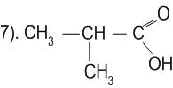 7). CH₃ — CH — C O
CH₃ OH